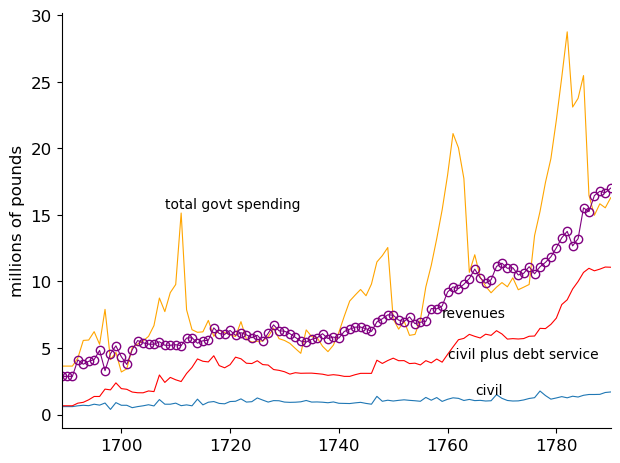 30
25
20
15
10
5
0
millions of pounds
total govt spending
revenues
civil plus debt service
civil
1700
1720
1740
1760
1780